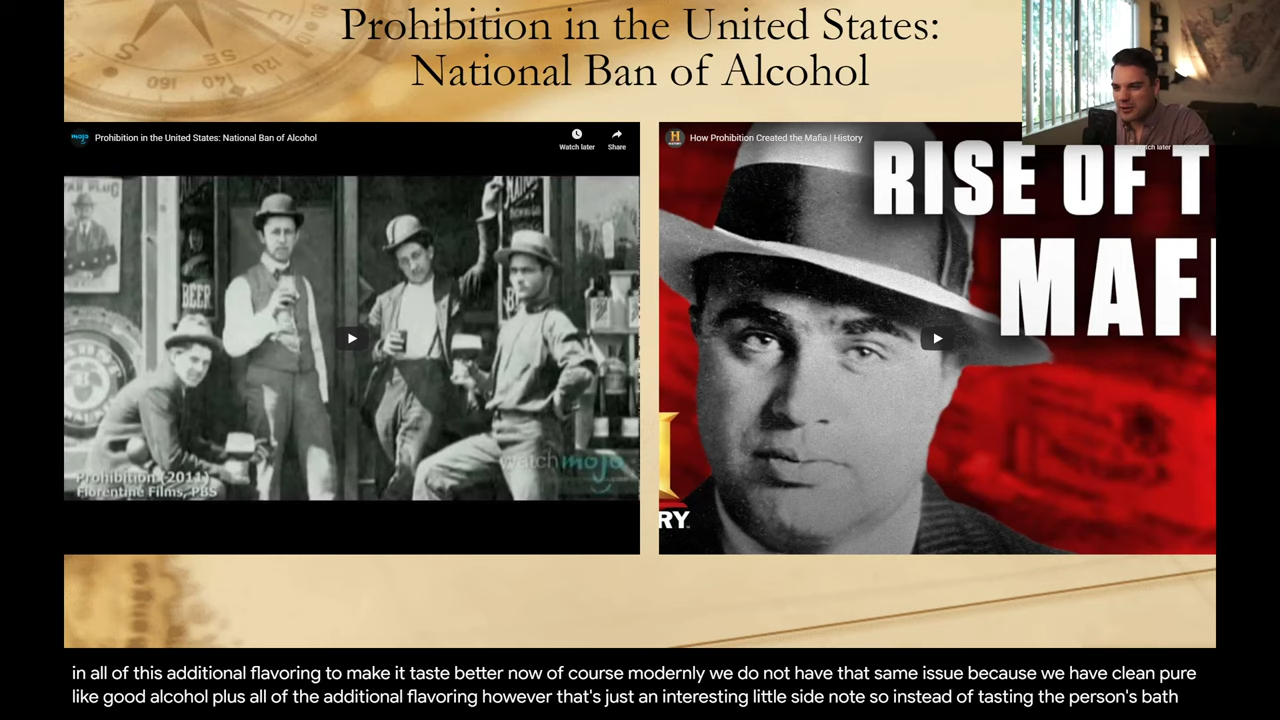 Prohibition in the United States:
National Ban of Alcohol
mojo
Prohibition in the United States: National Ban of Alcohol
Watch later
Share
BEER
Prohibition (2011)
Florentine Films, PBS
watchmojo
H
HISTORY
How Prohibition Created the Mafia | History
RISE OF T
MAF
RY
in all of this additional flavoring to make it taste better now of course modernly we do not have that same issue because we have clean pure
like good alcohol plus all of the additional flavoring however that's just an interesting little side note so instead of tasting the person's bath